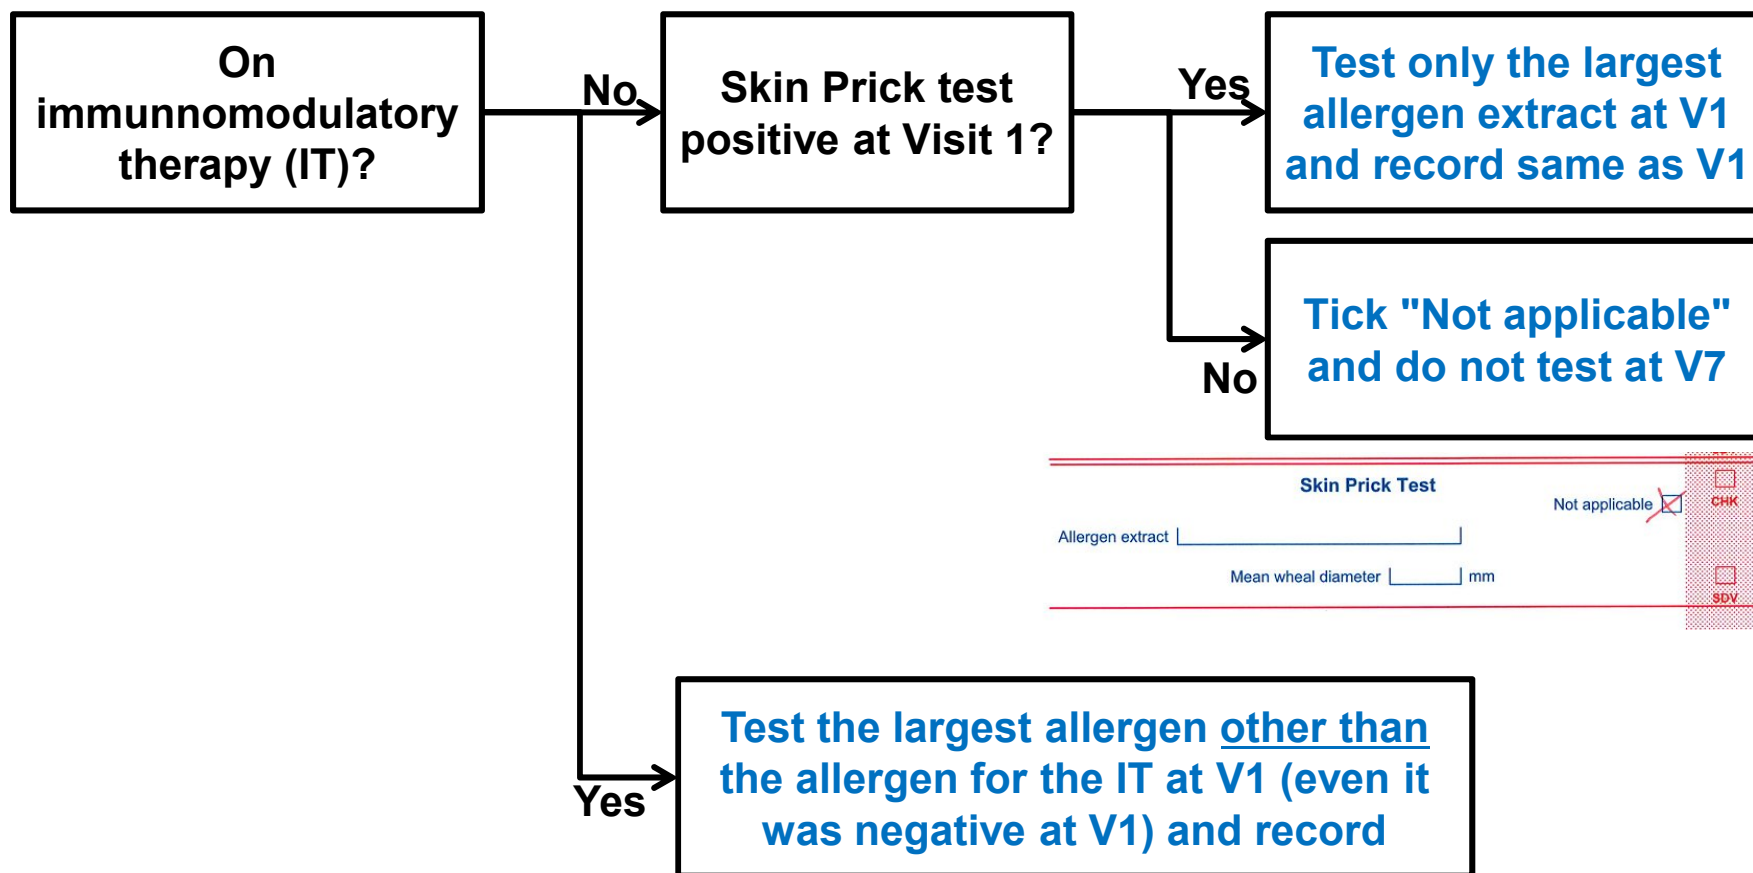 On
immunnomodulatory
therapy (IT)?
No
Skin Prick test
positive at Visit 1?
Yes
Test only the largest
allergen extract at V1
and record same as V1
No
Tick "Not applicable"
and do not test at V7
Skin Prick Test
Not applicable
CHK
Allergen extract
Mean wheal diameter mm
SDV
Yes
Test the largest allergen other than
the allergen for the IT at V1 (even it
was negative at V1) and record